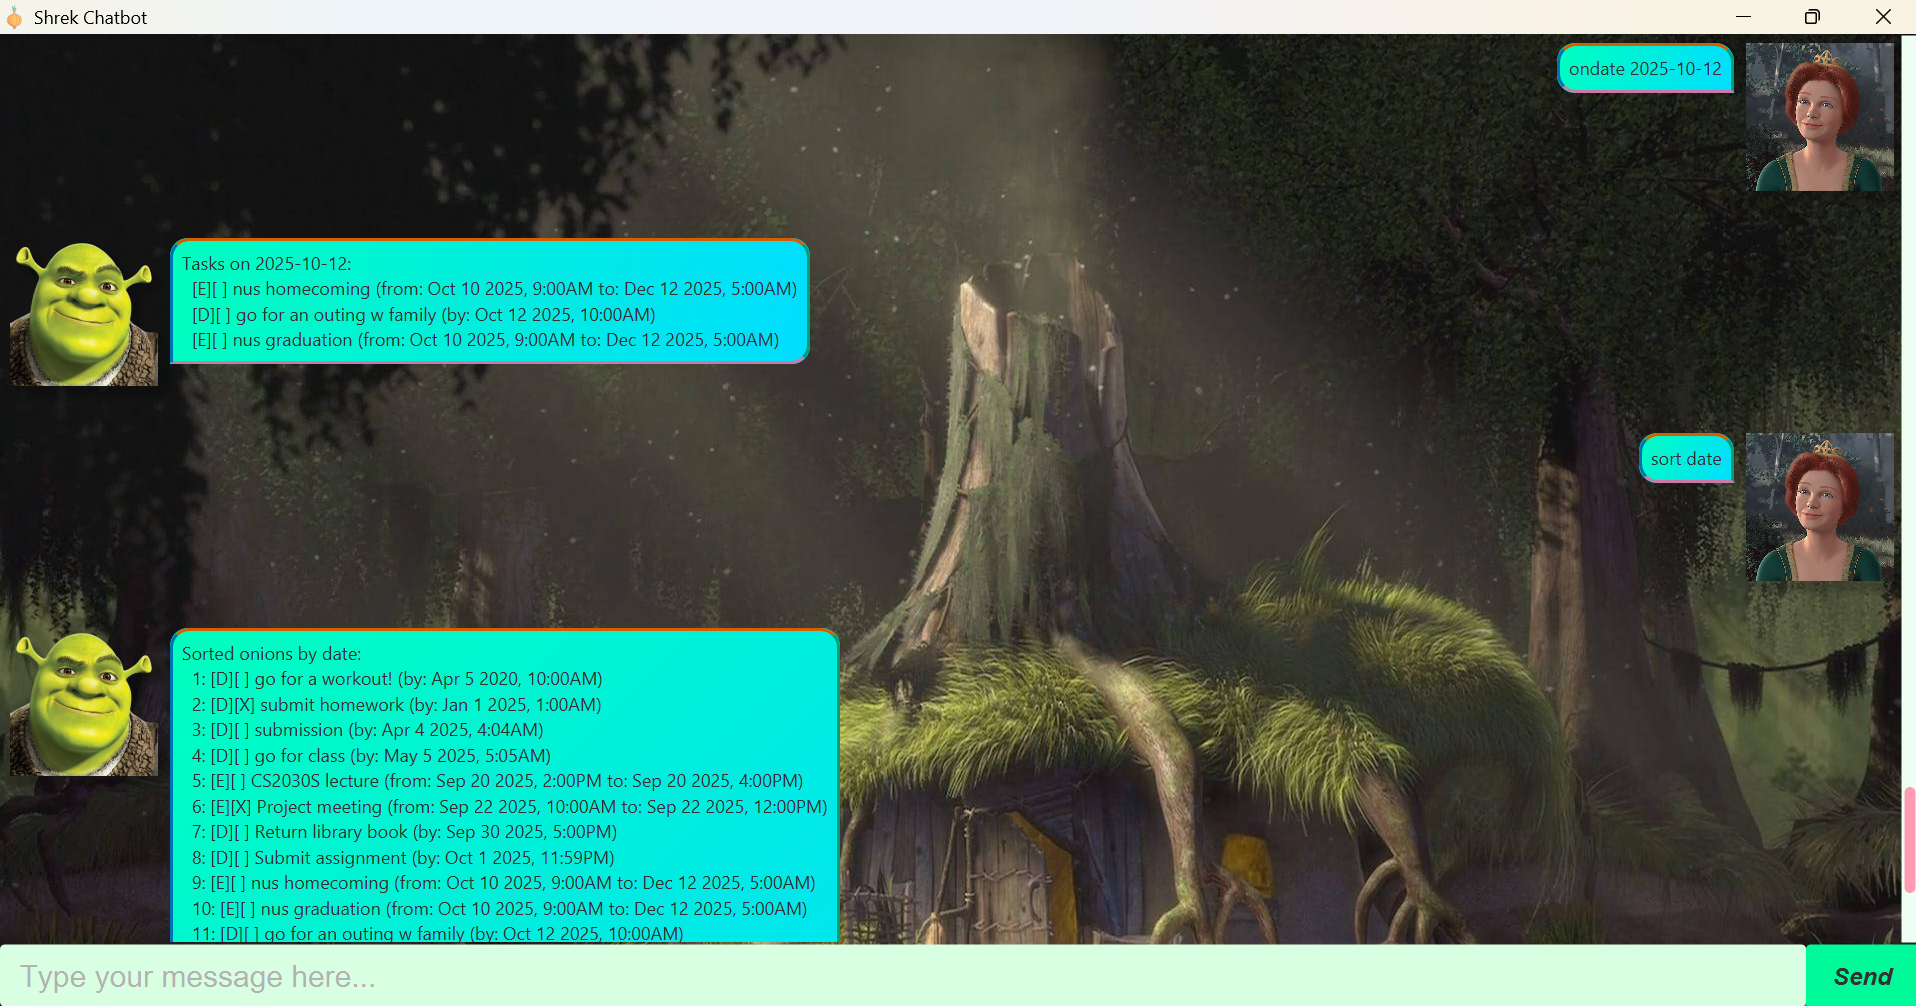 Shrek Chatbot
ondate 2025-10-12
Tasks on 2025-10-12:
[E][ ] nus homecoming (from: Oct 10 2025, 9:00AM to: Dec 12 2025, 5:00AM)
[D][ ] go for an outing w family (by: Oct 12 2025, 10:00AM)
[E][ ] nus graduation (from: Oct 10 2025, 9:00AM to: Dec 12 2025, 5:00AM)
sort date
Sorted onions by date:
1: [D][ ] go for a workout! (by: Apr 5 2020, 10:00AM)
2: [D][X] submit homework (by: Jan 1 2025, 1:00AM)
3: [D][ ] submission (by: Apr 4 2025, 4:04AM)
4: [D][ ] go for class (by: May 5 2025, 5:05AM)
5: [E][ ] CS2030S lecture (from: Sep 20 2025, 2:00PM to: Sep 20 2025, 4:00PM)
6: [E][X] Project meeting (from: Sep 22 2025, 10:00AM to: Sep 22 2025, 12:00PM)
7: [D][ ] Return library book (by: Sep 30 2025, 5:00PM)
8: [D][ ] Submit assignment (by: Oct 1 2025, 11:59PM)
9: [E][ ] nus homecoming (from: Oct 10 2025, 9:00AM to: Dec 12 2025, 5:00AM)
10: [E][ ] nus graduation (from: Oct 10 2025, 9:00AM to: Dec 12 2025, 5:00AM)
11: [D][ ] go for an outing w family (by: Oct 12 2025, 10:00AM)
Type your message here...
Send